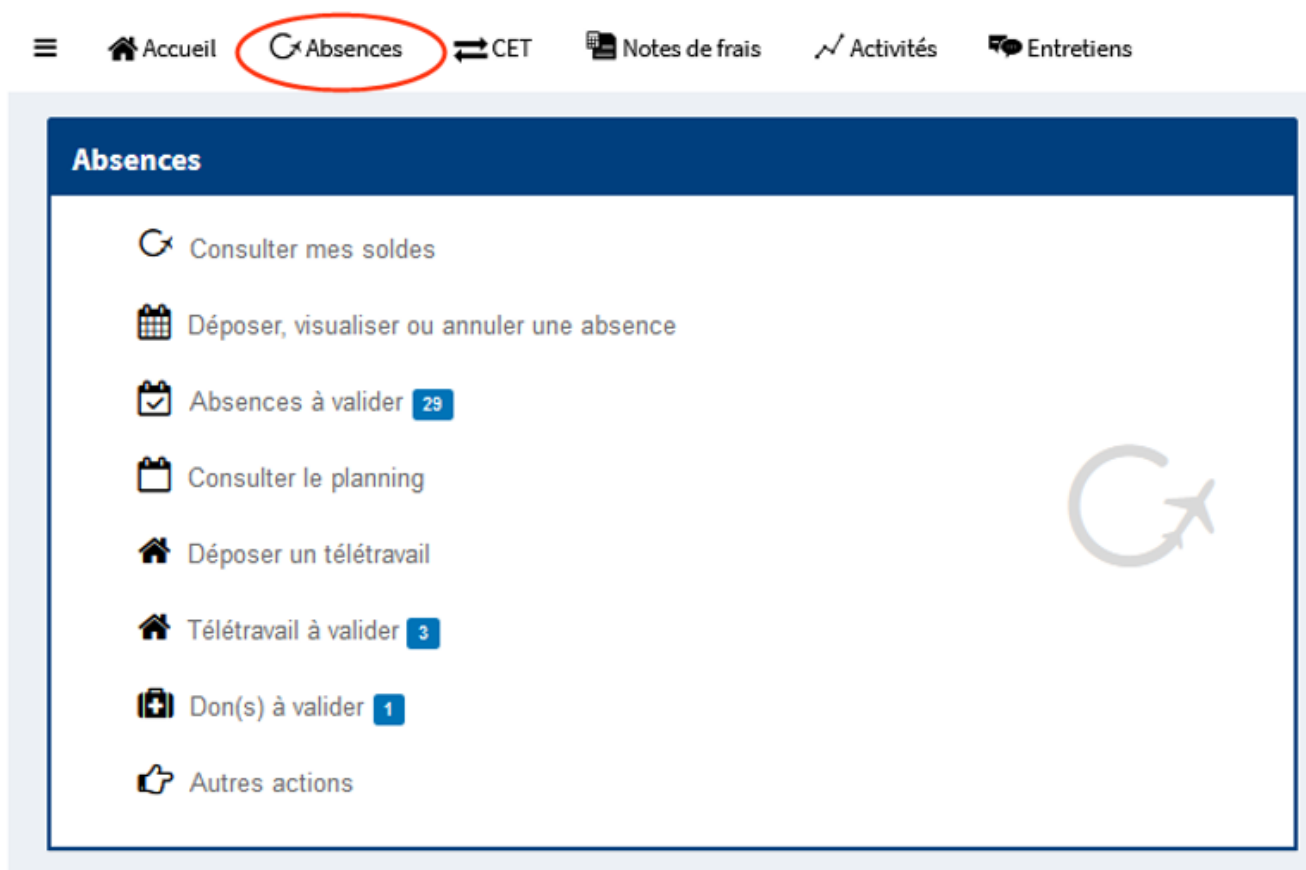 Accueil Absences CET Notes de frais Activités Entretiens
Absences
Consulter mes soldes
Déposer, visualiser ou annuler une absence
Absences à valider 29
Consulter le planning
Déposer un télétravail
Télétravail à valider 3
Don(s) à valider 1
Autres actions